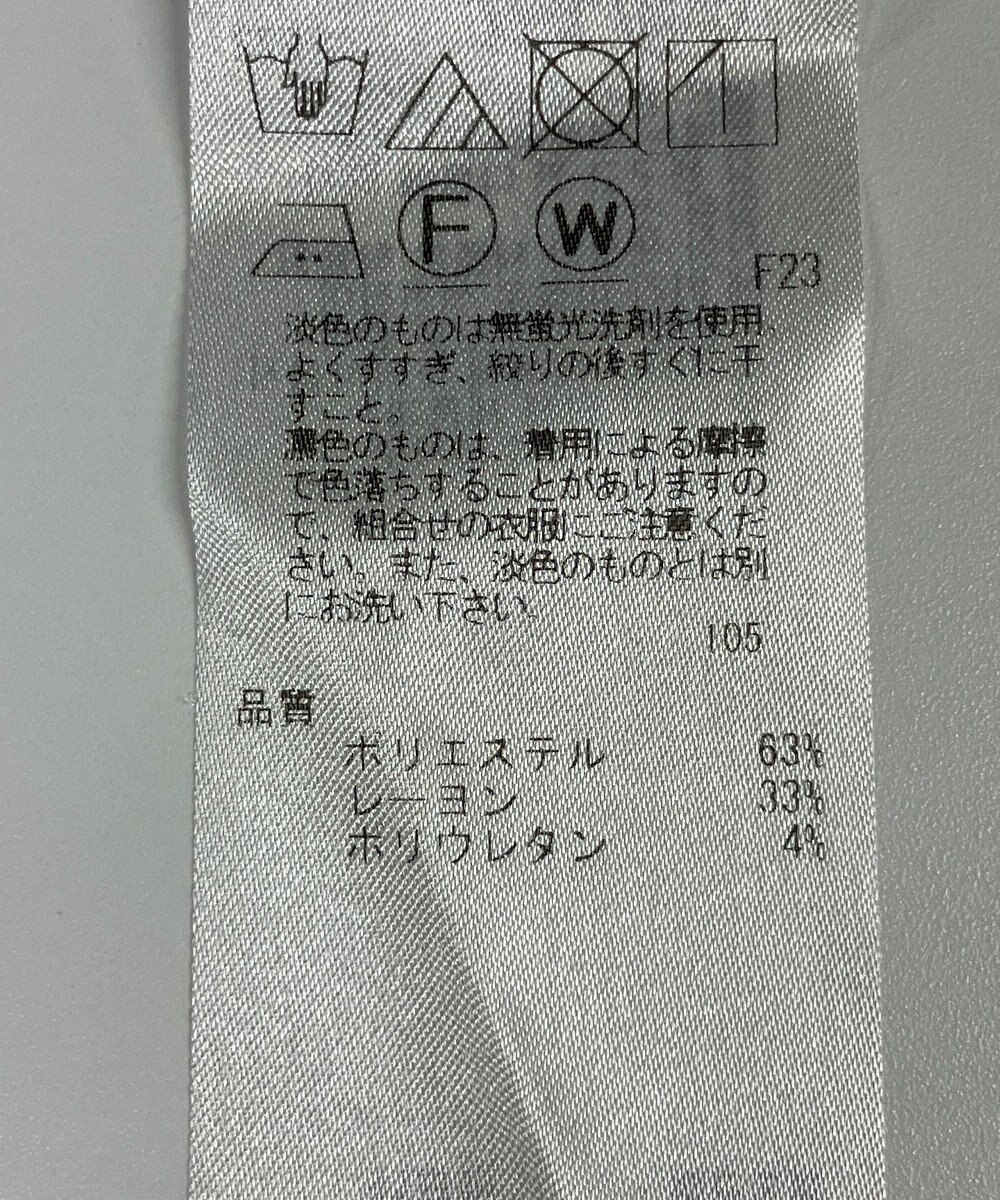 F
W
F23
淡色のものは無蛍光洗剤を使用
よくすすぎ、絞りの後すぐに干
すこと。
濃色のものは、着用による摩擦
で色落ちすることがありますの
で、組合せの衣服にご注意くだ
さい。また、淡色のものとは別
にお洗い下さい。
105
品質
ポリエステル 63%
レーヨン 33%
ポリウレタン 4%